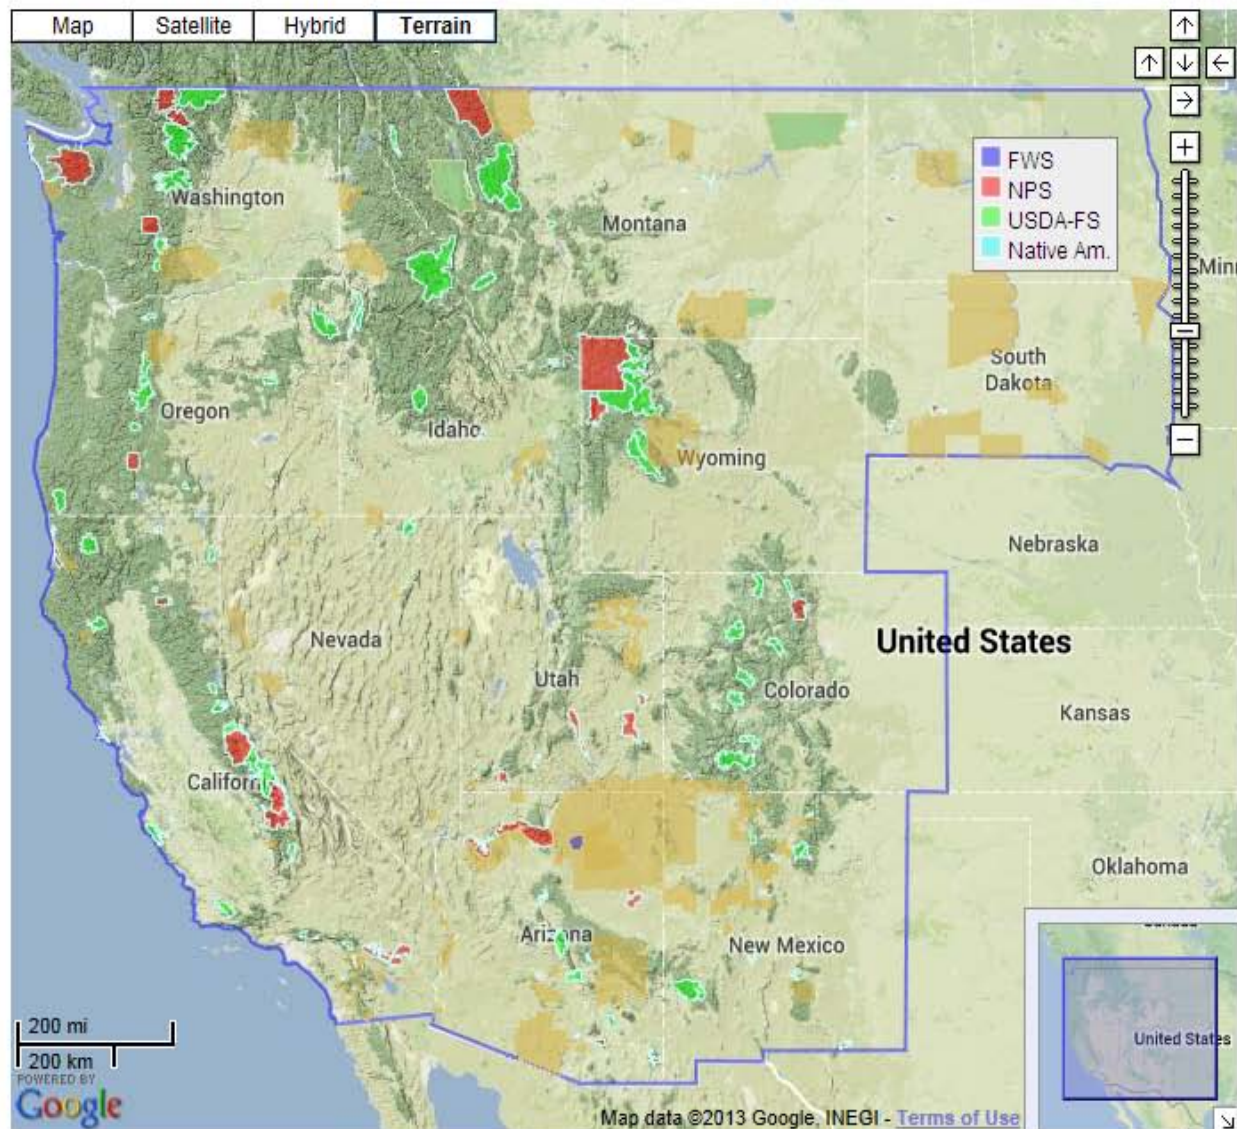 Map Satellite Hybrid Terrain
FWS
NPS
USDA-FS
Native Am.
Washington
Montana
Minn
South
Dakota
Oregon
Idaho
Wyoming
Nebraska
Nevada
United States
Utah
Colorado
Kansas
California
Oklahoma
Arizona
New Mexico
Canada
United States
200 mi
200 km
POWERED BY
Google
Map data ©2013 Google, INEGI - Terms of Use